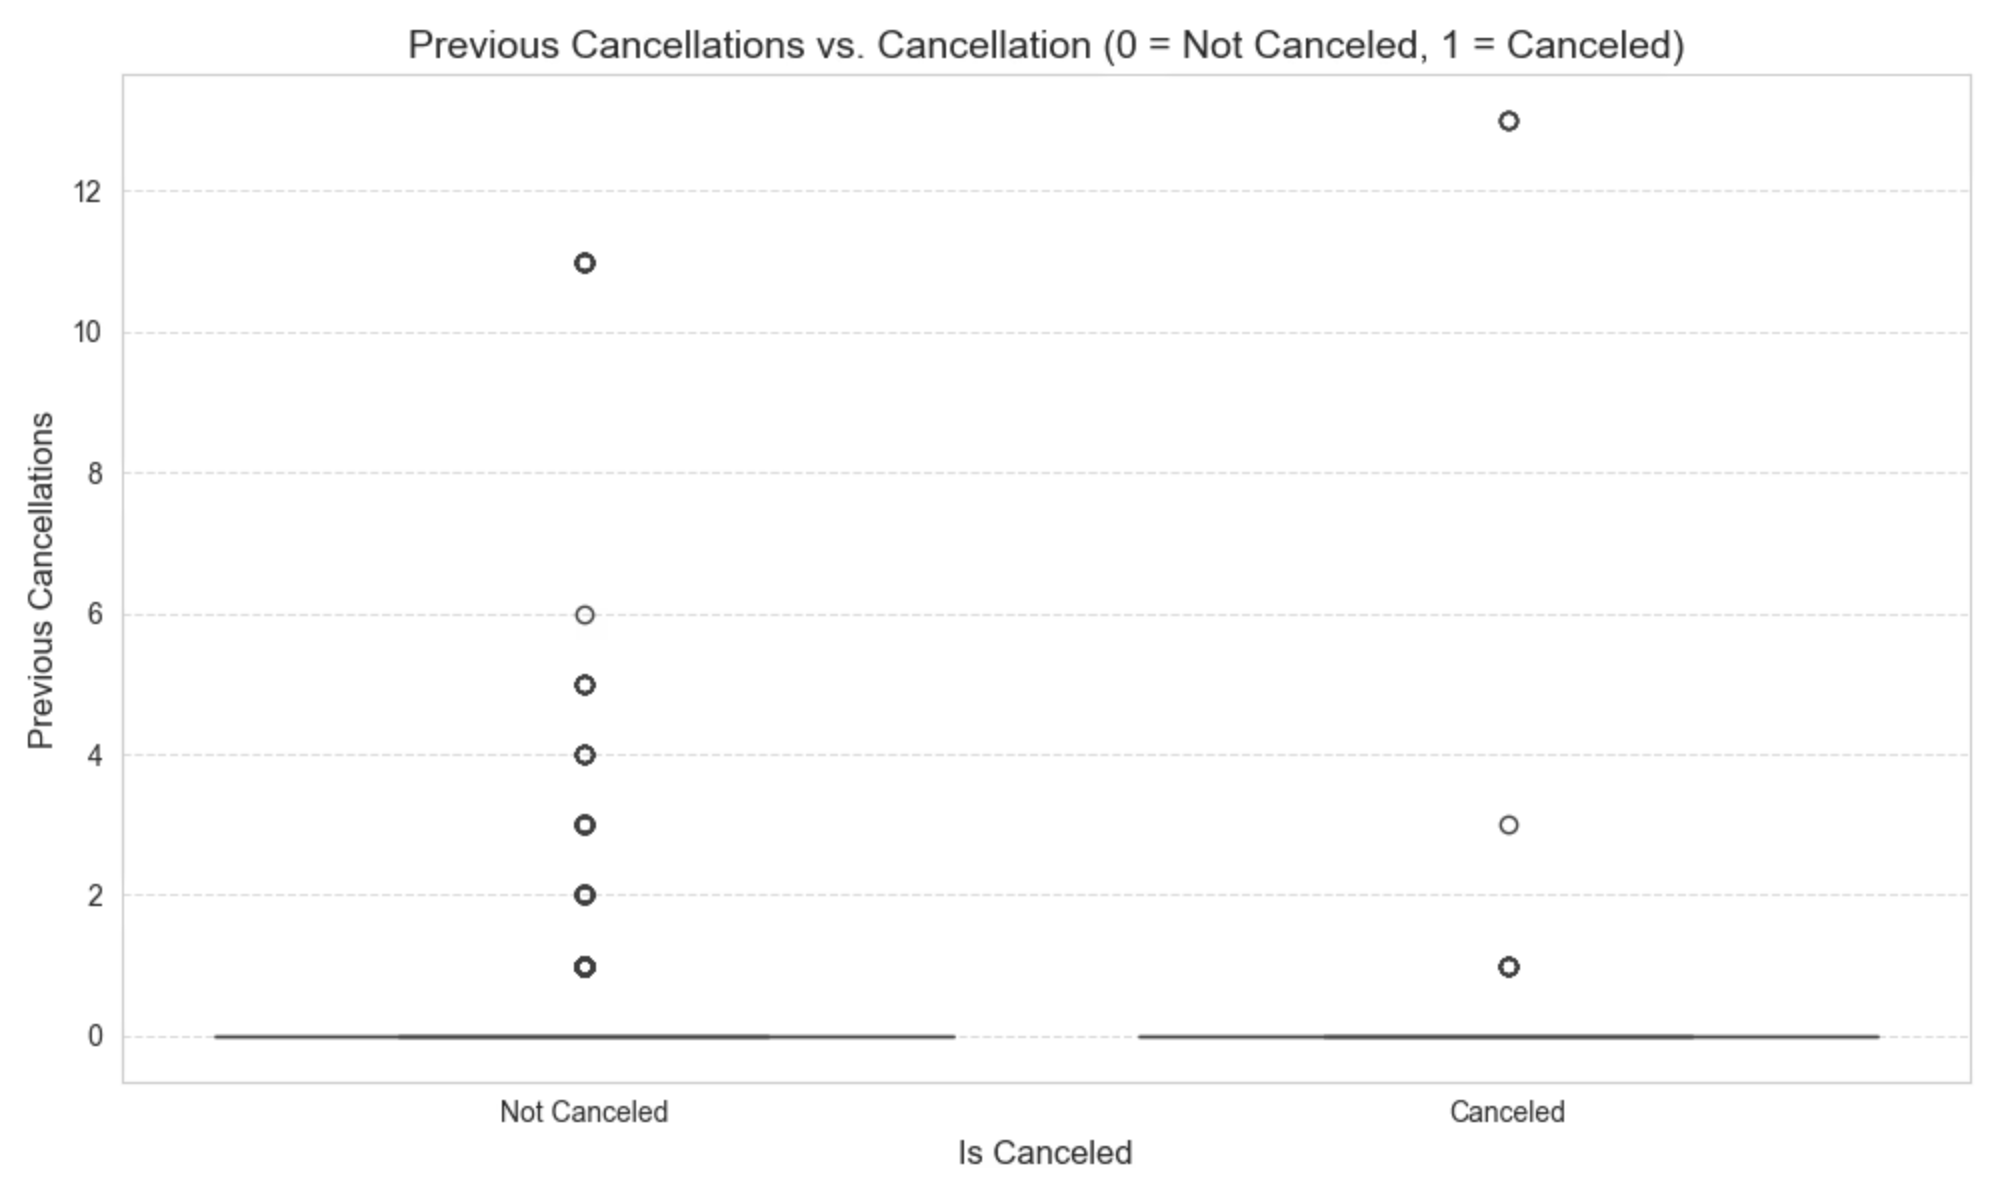 Previous Cancellations vs. Cancellation (0 = Not Canceled, 1 = Canceled)
Previous Cancellations
12
10
8
6
4
2
0
Not Canceled
Canceled
Is Canceled